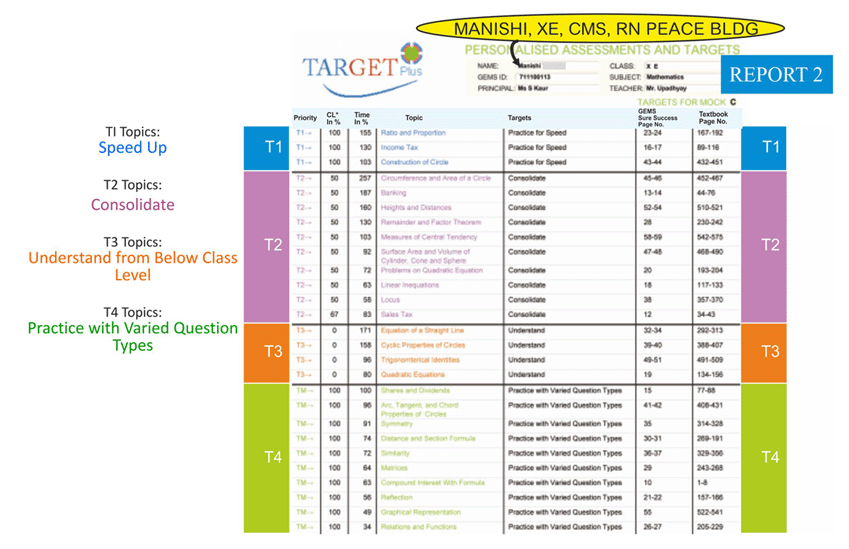 MANISHI, XE, CMS, RN PEACE BLDG
TARGET Plus
PERSONALISED ASSESSMENTS AND TARGETS
NAME: Manishi CLASS: X E
GEMS ID: 711100113 SUBJECT: Mathematics
PRINCIPAL: Ms S Kaur TEACHER: Mr. Upadhyay
REPORT 2
TARGETS FOR MOCK C
Priority CL* In % Time In % Topic Targets GEMS Sure Success Page No. Textbook Page No.
TI Topics:
Speed Up
T2 Topics:
Consolidate
T3 Topics:
Understand from Below Class
Level
T4 Topics:
Practice with Varied Question
Types
T1
T1→ 100 155 Ratio and Proportion Practice for Speed 23-24 167-192
T1→ 100 130 Income Tax Practice for Speed 16-17 89-116
T1→ 100 103 Construction of Circle Practice for Speed 43-44 432-451
T1
T2
T2→ 50 257 Circumference and Area of a Circle Consolidate 45-46 452-467
T2→ 50 187 Banking Consolidate 13-14 44-76
T2→ 50 160 Heights and Distances Consolidate 52-54 510-521
T2→ 50 130 Remainder and Factor Theorem Consolidate 28 230-242
T2→ 50 103 Measures of Central Tendency Consolidate 58-59 542-575
T2→ 50 92 Surface Area and Volume of Consolidate 47-48 468-490
Cylinder, Cone and Sphere
T2→ 50 72 Problems on Quadratic Equation Consolidate 20 193-204
T2→ 50 63 Linear Inequations Consolidate 18 117-133
T2→ 50 58 Locus Consolidate 38 357-370
T2→ 67 83 Sales Tax Consolidate 12 34-43
T2
T3
T3→ 0 171 Equation of a Streight Line Understand 32-34 292-313
T3→ 0 158 Cyclic Properties of Circles Understand 39-40 388-407
T3→ 0 96 Trigonomterical Identities Understand 49-51 491-509
T3→ 0 80 Quadratic Equations Understand 19 134-156
T3
T4
TM→ 100 100 Shares and Dividends Practice with Varied Question Types 15 77-88
TM→ 100 96 Arc, Tangent, and Chord Practice with Varied Question Types 41-42 408-431
Properties of Circles
TM→ 100 91 Symmetry Practice with Varied Question Types 35 314-328
TM→ 100 74 Distance and Section Formula Practice with Varied Question Types 30-31 269-191
TM→ 100 72 Similarity Practice with Varied Question Types 36-37 329-356
TM→ 100 64 Matrices Practice with Varied Question Types 29 243-268
TM→ 100 63 Compound Interest With Formula Practice with Varied Question Types 10 1-8
TM→ 100 56 Reflection Practice with Varied Question Types 21-22 157-166
TM→ 100 49 Graphical Representation Practice with Varied Question Types 55 522-541
TM→ 100 34 Relations and Functions Practice with Varied Question Types 26-27 205-229
T4